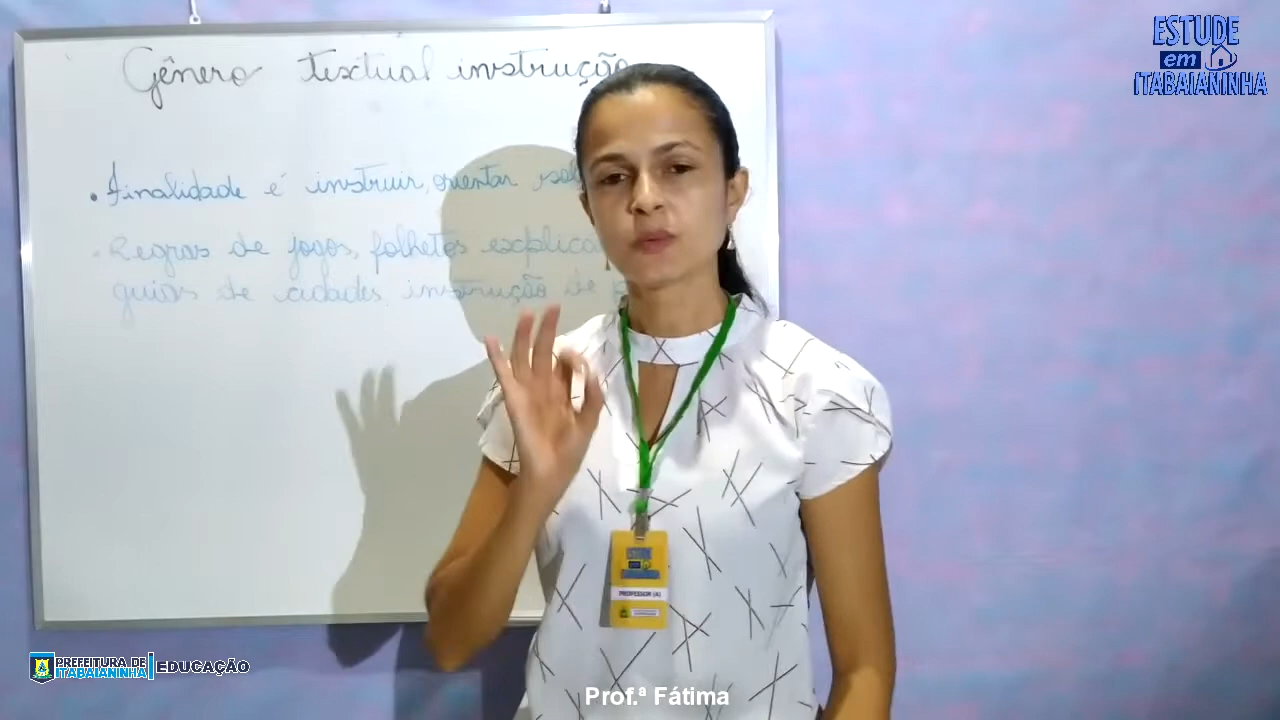 Gênero textual instrução
ESTUDE
em
ITABAIANINHA
. Finalidade é instruir, orientar
. Regras de jogos, folhetos
guias de cidades, instrução de
PROFESSOR (A)
PREFEITURA DE
ITABAIANINHA
EDUCAÇÃO
Prof.ª Fátima